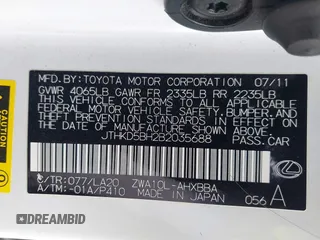 MFD.BY:TOYOTA MOTOR CORPORATION 07/11
GVWR 4065LB GAWR FR 2335LB RR 2235LB
THIS VEHICLE CONFORMS TO ALL APPLICABLE
FEDERAL MOTOR VEHICLE SAFETY,BUMPER,AND
THEFT PREVENTION STANDARDS IN EFFECT ON
THE DATE OF MANUFACTURE SHOWN ABOVE.
JTHKD5BH2B2035688 PASS.CAR
C/TR:077/LA20 ZWA10L-AHXBBA
A/TM:-01A/P410 MADE IN JAPAN 056 A
LEXUS
CAUTION
DRIVEANDBID